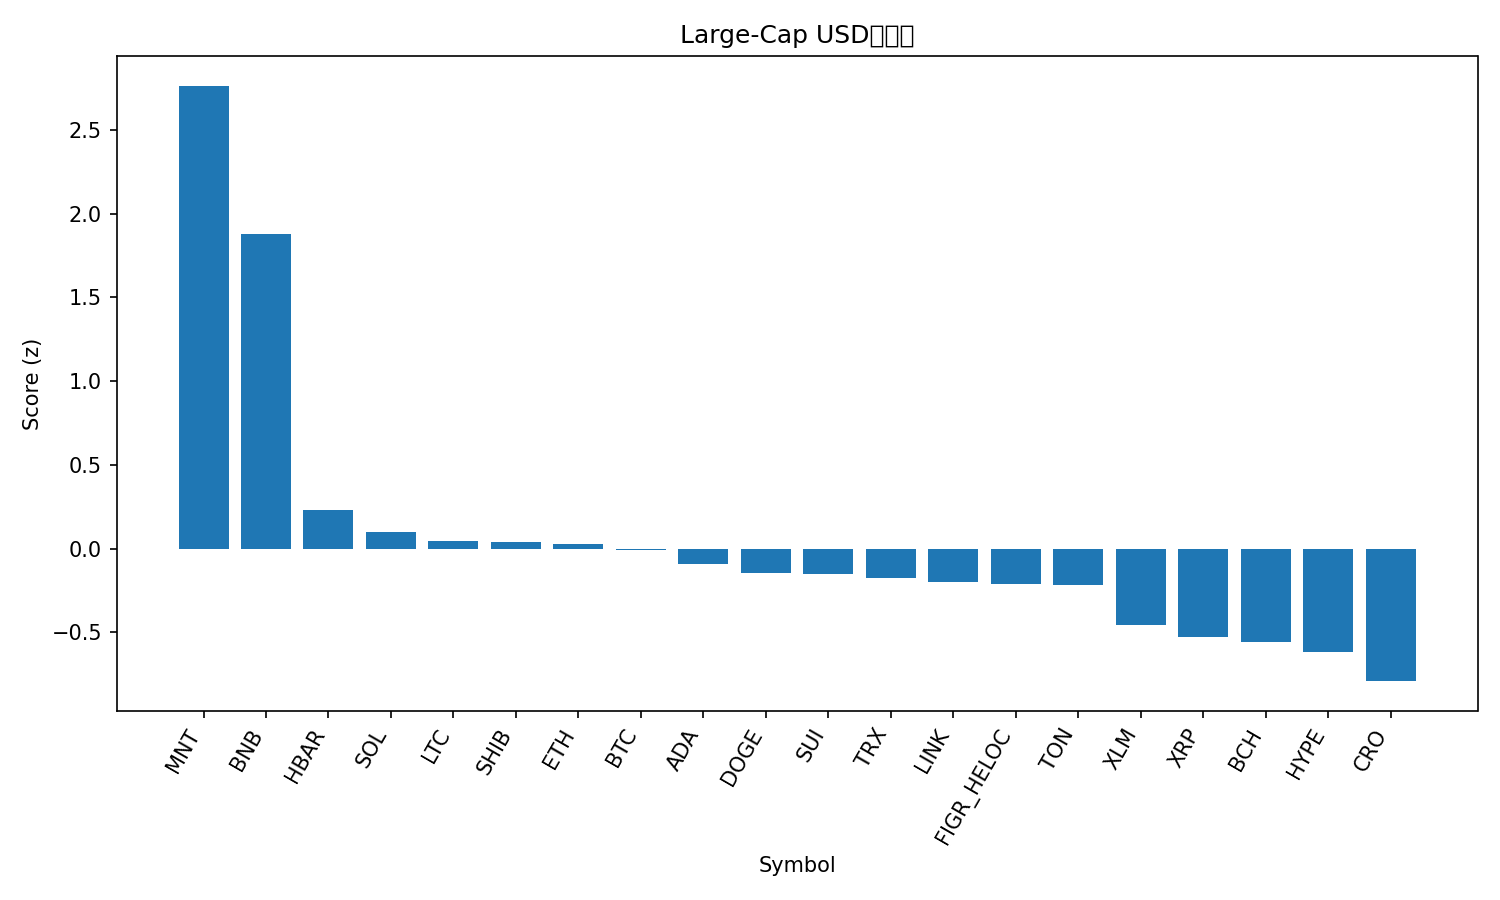 Large-Cap USD
2.5
2.0
1.5
1.0
0.5
0.0
−0.5
Score (z)
MNT
BNB
HBAR
SOL
LTC
SHIB
ETH
BTC
ADA
DOGE
SUI
TRX
LINK
FIGR_HELOC
TON
XLM
XRP
BCH
HYPE
CRO
Symbol